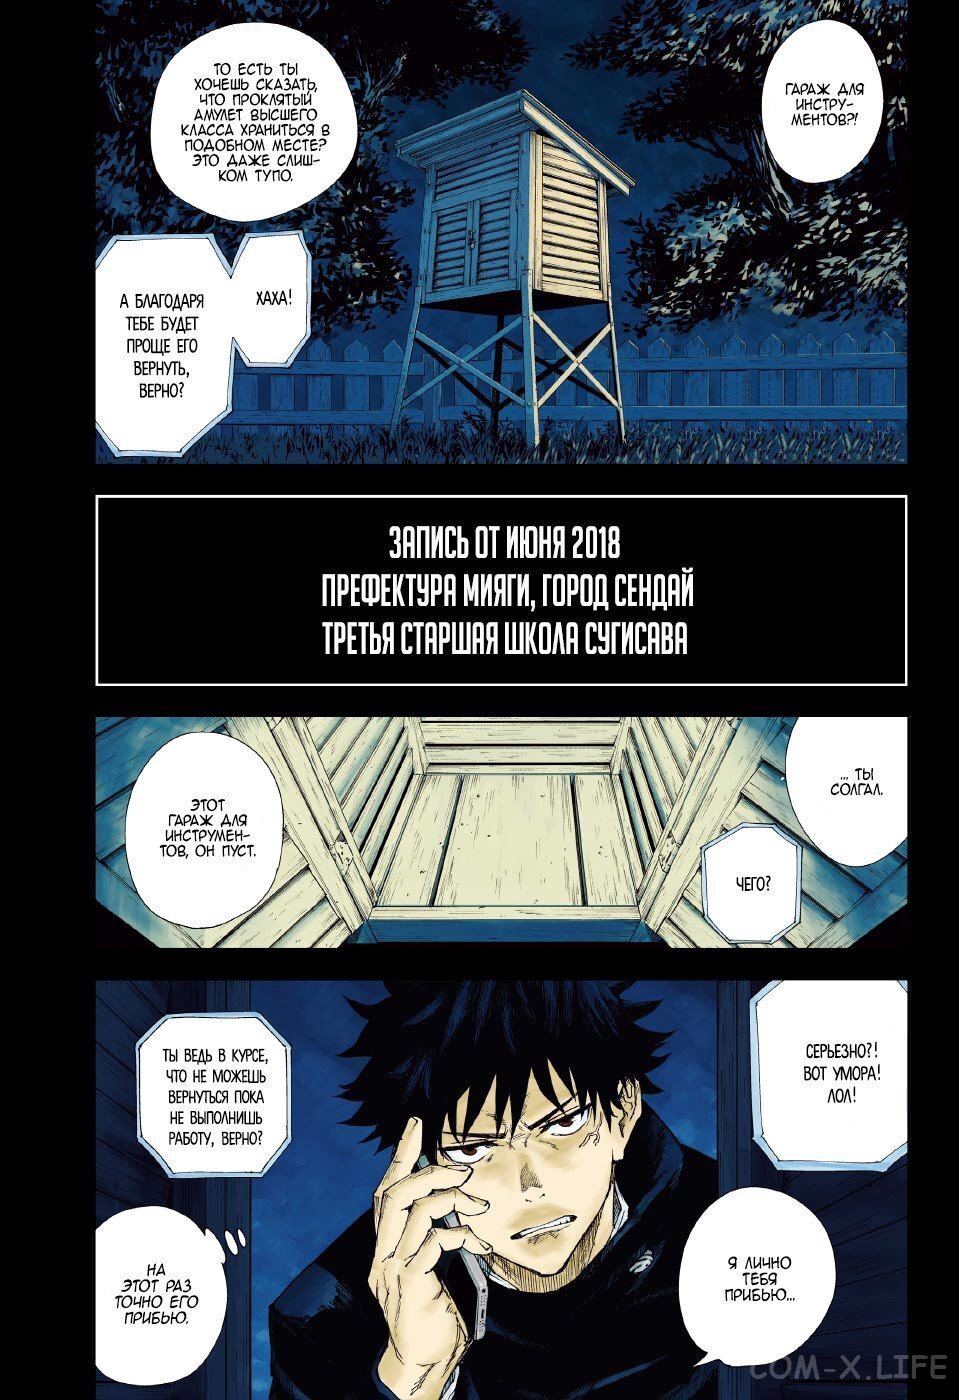 ГАРАЖ ДЛЯ
ИНСТРУ-
МЕНТОВ?!
ТО ЕСТЬ ТЫ
ХОЧЕШЬ СКАЗАТЬ,
ЧТО ПРОКЛЯТЫЙ
АМУЛЕТ ВЫСШЕГО
КЛАССА ХРАНИТЬСЯ В
ПОДОБНОМ МЕСТЕ?
ЭТО ДАЖЕ СЛИШ-
КОМ ТУПО.
ХАХА!
А БЛАГОДАРЯ
ТЕБЕ БУДЕТ
ПРОЩЕ ЕГО
ВЕРНУТЬ,
ВЕРНО?
ЗАПИСЬ ОТ ИЮНЯ 2018
ПРЕФЕКТУРА МИЯГИ, ГОРОД СЕНДАЙ
ТРЕТЬЯ СТАРШАЯ ШКОЛА СУГИСАВА
... ТЫ
СОЛГАЛ.
ЧЕГО?
ЭТОТ
ГАРАЖ ДЛЯ
ИНСТРУМЕН-
ТОВ, ОН ПУСТ.
СЕРЬЕЗНО?!
ВОТ УМОРА!
ЛОЛ!
Я ЛИЧНО
ТЕБЯ
ПРИБЬЮ...
ТЫ ВЕДЬ В КУРСЕ,
ЧТО НЕ МОЖЕШЬ
ВЕРНУТЬСЯ ПОКА
НЕ ВЫПОЛНИШЬ
РАБОТУ, ВЕРНО?
НА
ЭТОТ РАЗ
ТОЧНО ЕГО
ПРИБЬЮ.
COM-X.LIFE